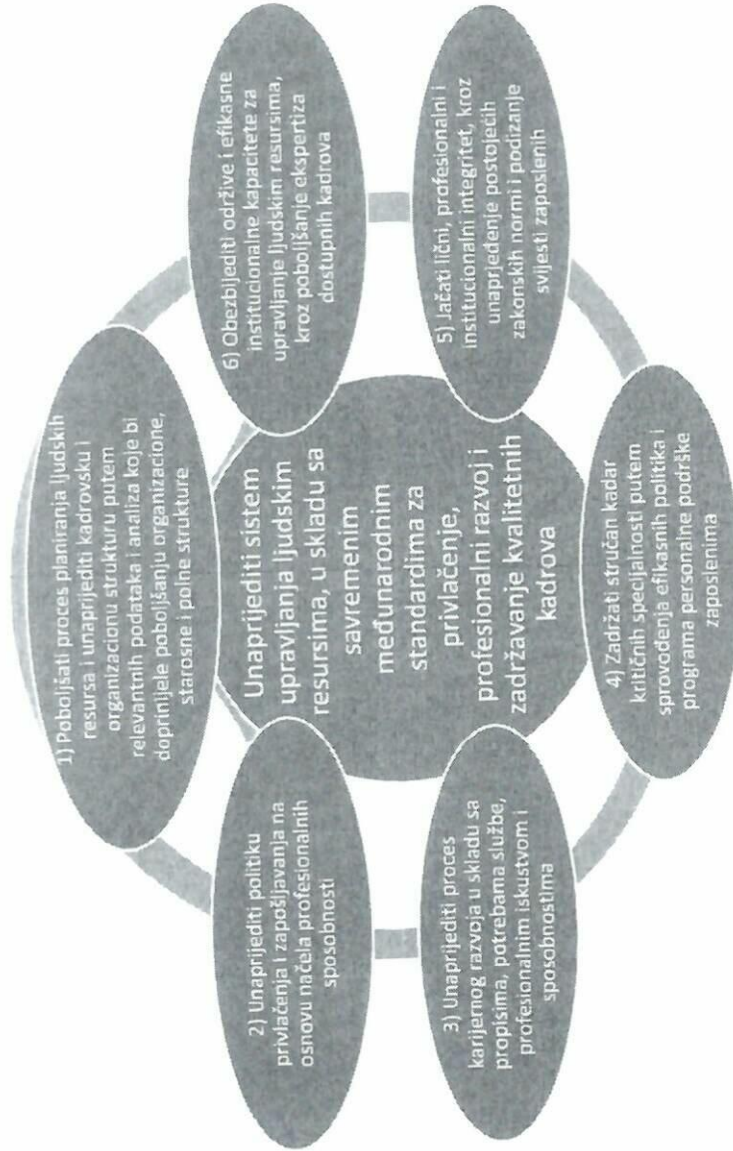 1) Poboljšati proces planiranja ljudskih
resursa i unaprijediti kadrovsku i
organizacionu strukturu putem
relevantnih podataka i analiza koje bi
doprinijele poboljšanju organizacione,
starosne i polne strukture
2) Unaprijediti politiku
privlačenja i zapošljavanja na
osnovu načela profesionalnih
sposobnosti
3) Unaprijediti proces
karijernog razvoja u skladu sa
propisima, potrebama službe,
profesionalnim iskustvom i
sposobnostima
4) Zadržati stručan kadar
kritičnih specijalnosti putem
sprovođenja efikasnih politika i
programa personalne podrške
zaposlenima
5) Jačati lični, profesionalni i
institucionalni integritet, kroz
unaprjeđenje postojećih
zakonskih normi i podizanje
svijesti zaposlenih
6) Obezbijediti održive i efikasne
institucionalne kapacitete za
upravljanje ljudskim resursima,
kroz poboljšanje ekspertiza
dostupnih kadrova
Unaprijediti sistem
upravljanja ljudskim
resursima, u skladu sa
savremenim
međunarodnim
standardima za
privlačenje,
profesionalni razvoj i
zadržavanje kvalitetnih
kadrova